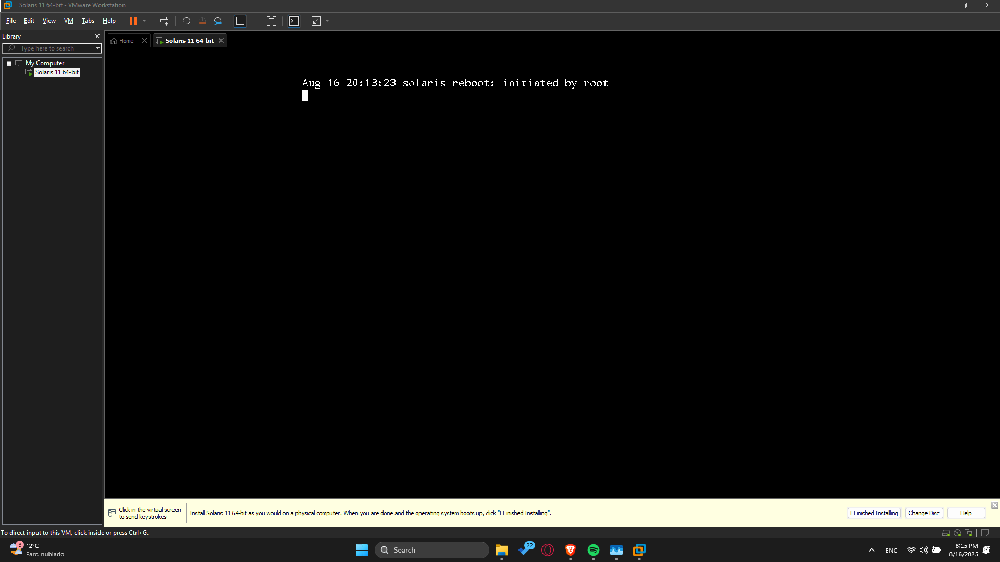 Solaris 11 64-bit - VMware Workstation
File Edit View VM Tabs Help
Library
Home
Solaris 11 64-bit
Type here to search
My Computer
Solaris 11 64-bit
Aug 16 20:13:23 solaris reboot: initiated by root
Click in the virtual screen
to send keystrokes
Install Solaris 11 64-bit as you would on a physical computer. When you are done and the operating system boots up, click "I Finished Installing".
I Finished Installing
Change Disc
Help
To direct input to this VM, click inside or press Ctrl+G.
3
12°C
Parc. nublado
Search
22
ENG
8:15 PM
8/16/2025